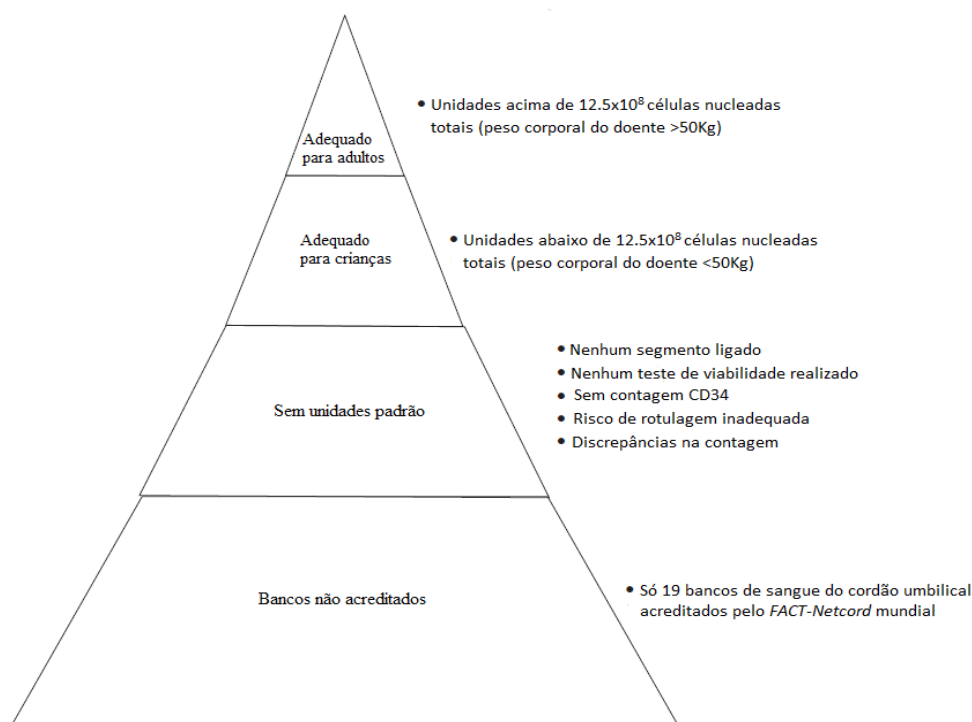 • Unidades acima de 12.5x10⁸ células nucleadas
totais (peso corporal do doente >50Kg)
Adequado
para adultos
Adequado
para crianças
• Unidades abaixo de 12.5x10⁸ células nucleadas
totais (peso corporal do doente <50Kg)
• Nenhum segmento ligado
• Nenhum teste de viabilidade realizado
• Sem contagem CD34
• Risco de rotulagem inadequada
• Discrepâncias na contagem
Sem unidades padrão
Bancos não acreditados
• Só 19 bancos de sangue do cordão umbilical
acreditados pelo FACT-Netcord mundial